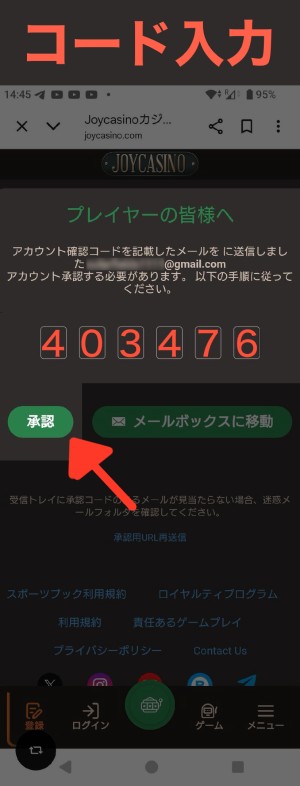 コード入力
14:45
95%
Joycasinoカジ...
joycasino.com
JOYCASINO
プレイヤーの皆様へ
アカウント確認コードを記載したメールを に送信しまし
た @gmail.com
アカウント承認する必要があります。 以下の手順に従って
ください。
4 0 3 4 7 6
承認
メールボックスに移動
受信トレイに承認コードの るメールが見当たらない場合、迷惑メ
ールフォルダを確認してください。
承認用URL再送信
スポーツブック利用規約 ロイヤルティプログラム
利用規約 責任あるゲームプレイ
プライバシーポリシー Contact Us
登録 ログイン ゲーム メニュー